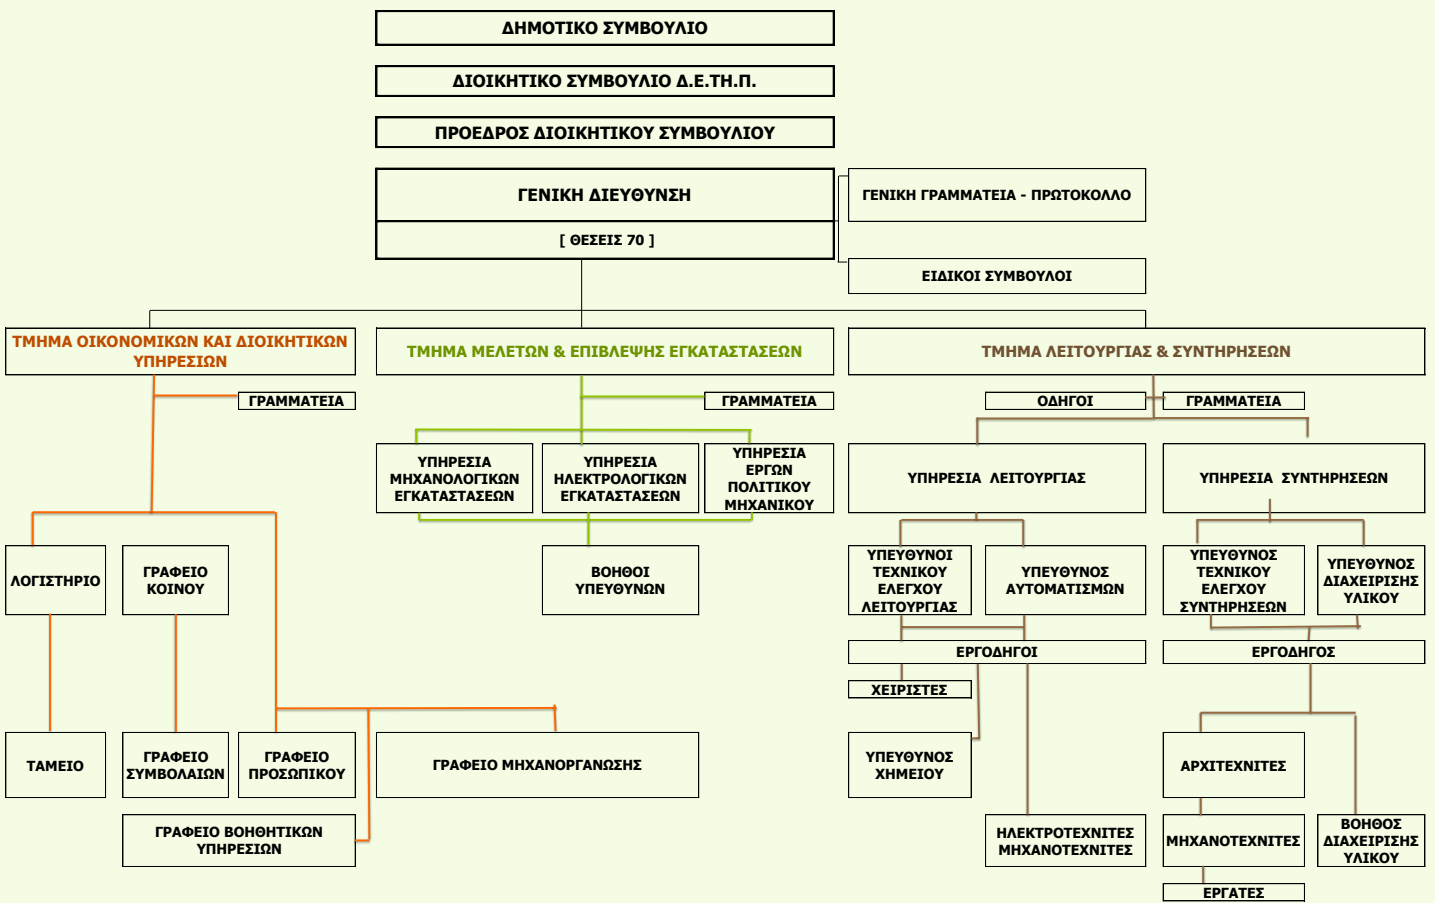 ΔΗΜΟΤΙΚΟ ΣΥΜΒΟΥΛΙΟ
ΔΙΟΙΚΗΤΙΚΟ ΣΥΜΒΟΥΛΙΟ Δ.Ε.ΤΗ.Π.
ΠΡΟΕΔΡΟΣ ΔΙΟΙΚΗΤΙΚΟΥ ΣΥΜΒΟΥΛΙΟΥ
ΓΕΝΙΚΗ ΔΙΕΥΘΥΝΣΗ
[ ΘΕΣΕΙΣ 70 ]
ΓΕΝΙΚΗ ΓΡΑΜΜΑΤΕΙΑ - ΠΡΩΤΟΚΟΛΛΟ
ΕΙΔΙΚΟΙ ΣΥΜΒΟΥΛΟΙ
ΤΜΗΜΑ ΟΙΚΟΝΟΜΙΚΩΝ ΚΑΙ ΔΙΟΙΚΗΤΙΚΩΝ
ΥΠΗΡΕΣΙΩΝ
ΤΜΗΜΑ ΜΕΛΕΤΩΝ & ΕΠΙΒΛΕΨΗΣ ΕΓΚΑΤΑΣΤΑΣΕΩΝ
ΤΜΗΜΑ ΛΕΙΤΟΥΡΓΙΑΣ & ΣΥΝΤΗΡΗΣΕΩΝ
ΓΡΑΜΜΑΤΕΙΑ
ΓΡΑΜΜΑΤΕΙΑ
ΟΔΗΓΟΙ
ΓΡΑΜΜΑΤΕΙΑ
ΥΠΗΡΕΣΙΑ
ΜΗΧΑΝΟΛΟΓΙΚΩΝ
ΕΓΚΑΤΑΣΤΑΣΕΩΝ
ΥΠΗΡΕΣΙΑ
ΗΛΕΚΤΡΟΛΟΓΙΚΩΝ
ΕΓΚΑΤΑΣΤΑΣΕΩΝ
ΥΠΗΡΕΣΙΑ
ΕΡΓΩΝ
ΠΟΛΙΤΙΚΟΥ
ΜΗΧΑΝΙΚΟΥ
ΥΠΗΡΕΣΙΑ ΛΕΙΤΟΥΡΓΙΑΣ
ΥΠΗΡΕΣΙΑ ΣΥΝΤΗΡΗΣΕΩΝ
ΛΟΓΙΣΤΗΡΙΟ
ΓΡΑΦΕΙΟ
ΚΟΙΝΟΥ
ΒΟΗΘΟΙ
ΥΠΕΥΘΥΝΩΝ
ΥΠΕΥΘΥΝΟΙ
ΤΕΧΝΙΚΟΥ
ΕΛΕΓΧΟΥ
ΛΕΙΤΟΥΡΓΙΑΣ
ΥΠΕΥΘΥΝΟΣ
ΑΥΤΟΜΑΤΙΣΜΩΝ
ΥΠΕΥΘΥΝΟΣ
ΤΕΧΝΙΚΟΥ
ΕΛΕΓΧΟΥ
ΣΥΝΤΗΡΗΣΕΩΝ
ΥΠΕΥΘΥΝΟΣ
ΔΙΑΧΕΙΡΙΣΗΣ
ΥΛΙΚΟΥ
ΕΡΓΟΔΗΓΟΙ
ΕΡΓΟΔΗΓΟΣ
ΧΕΙΡΙΣΤΕΣ
ΤΑΜΕΙΟ
ΓΡΑΦΕΙΟ
ΣΥΜΒΟΛΑΙΩΝ
ΓΡΑΦΕΙΟ
ΠΡΟΣΩΠΙΚΟΥ
ΓΡΑΦΕΙΟ ΜΗΧΑΝΟΡΓΑΝΩΣΗΣ
ΥΠΕΥΘΥΝΟΣ
ΧΗΜΕΙΟΥ
ΑΡΧΙΤΕΧΝΙΤΕΣ
ΓΡΑΦΕΙΟ ΒΟΗΘΗΤΙΚΩΝ
ΥΠΗΡΕΣΙΩΝ
ΗΛΕΚΤΡΟΤΕΧΝΙΤΕΣ
ΜΗΧΑΝΟΤΕΧΝΙΤΕΣ
ΜΗΧΑΝΟΤΕΧΝΙΤΕΣ
ΒΟΗΘΟΣ
ΔΙΑΧΕΙΡΙΣΗΣ
ΥΛΙΚΟΥ
ΕΡΓΑΤΕΣ